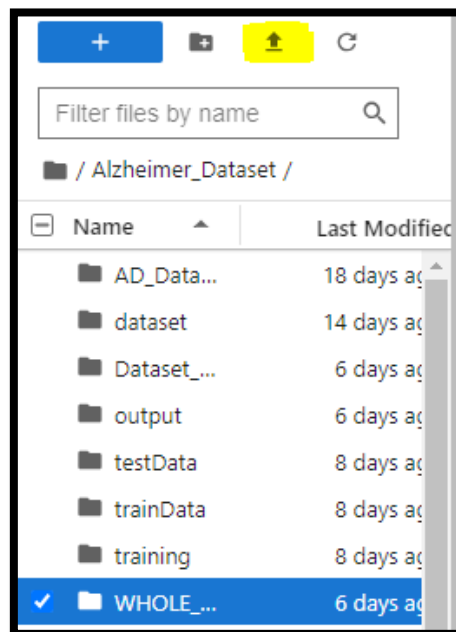 Filter files by name
/ Alzheimer_Dataset /
Name Last Modified
AD_Data... 18 days ag
dataset 14 days ag
Dataset_... 6 days ag
output 6 days ag
testData 8 days ag
trainData 8 days ag
training 8 days ag
WHOLE_... 6 days ag